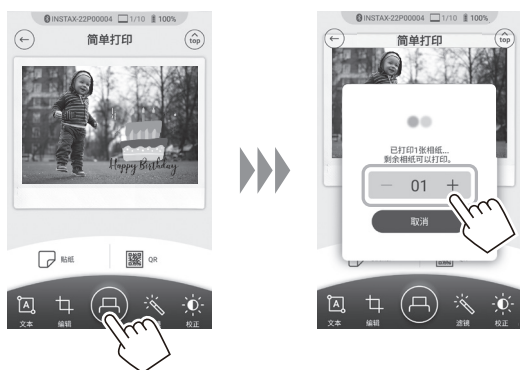 INSTAX-22P00004 1/10 100%
简单打印
top
Happy Birthday
贴纸
QR
文本
编辑
滤镜
校正
INSTAX-22P00004 1/10 100%
简单打印
top
已打印1张相纸...
剩余相纸可以打印。
− 01 +
取消
文本
编辑
滤镜
校正